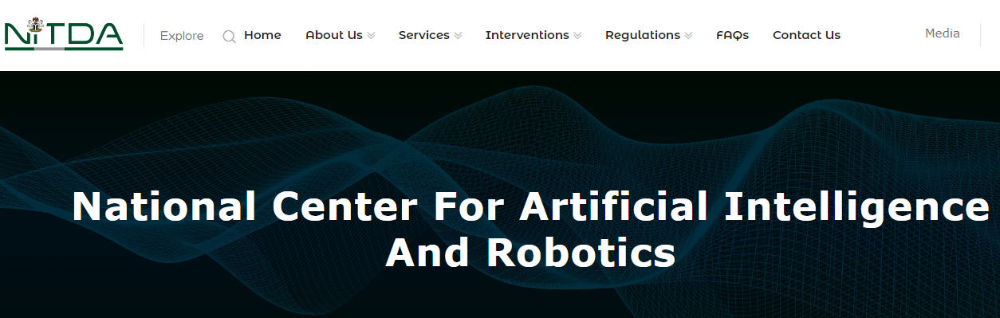 NiTDA
Explore Home About Us Services Interventions Regulations FAQs Contact Us Media
National Center For Artificial Intelligence
And Robotics